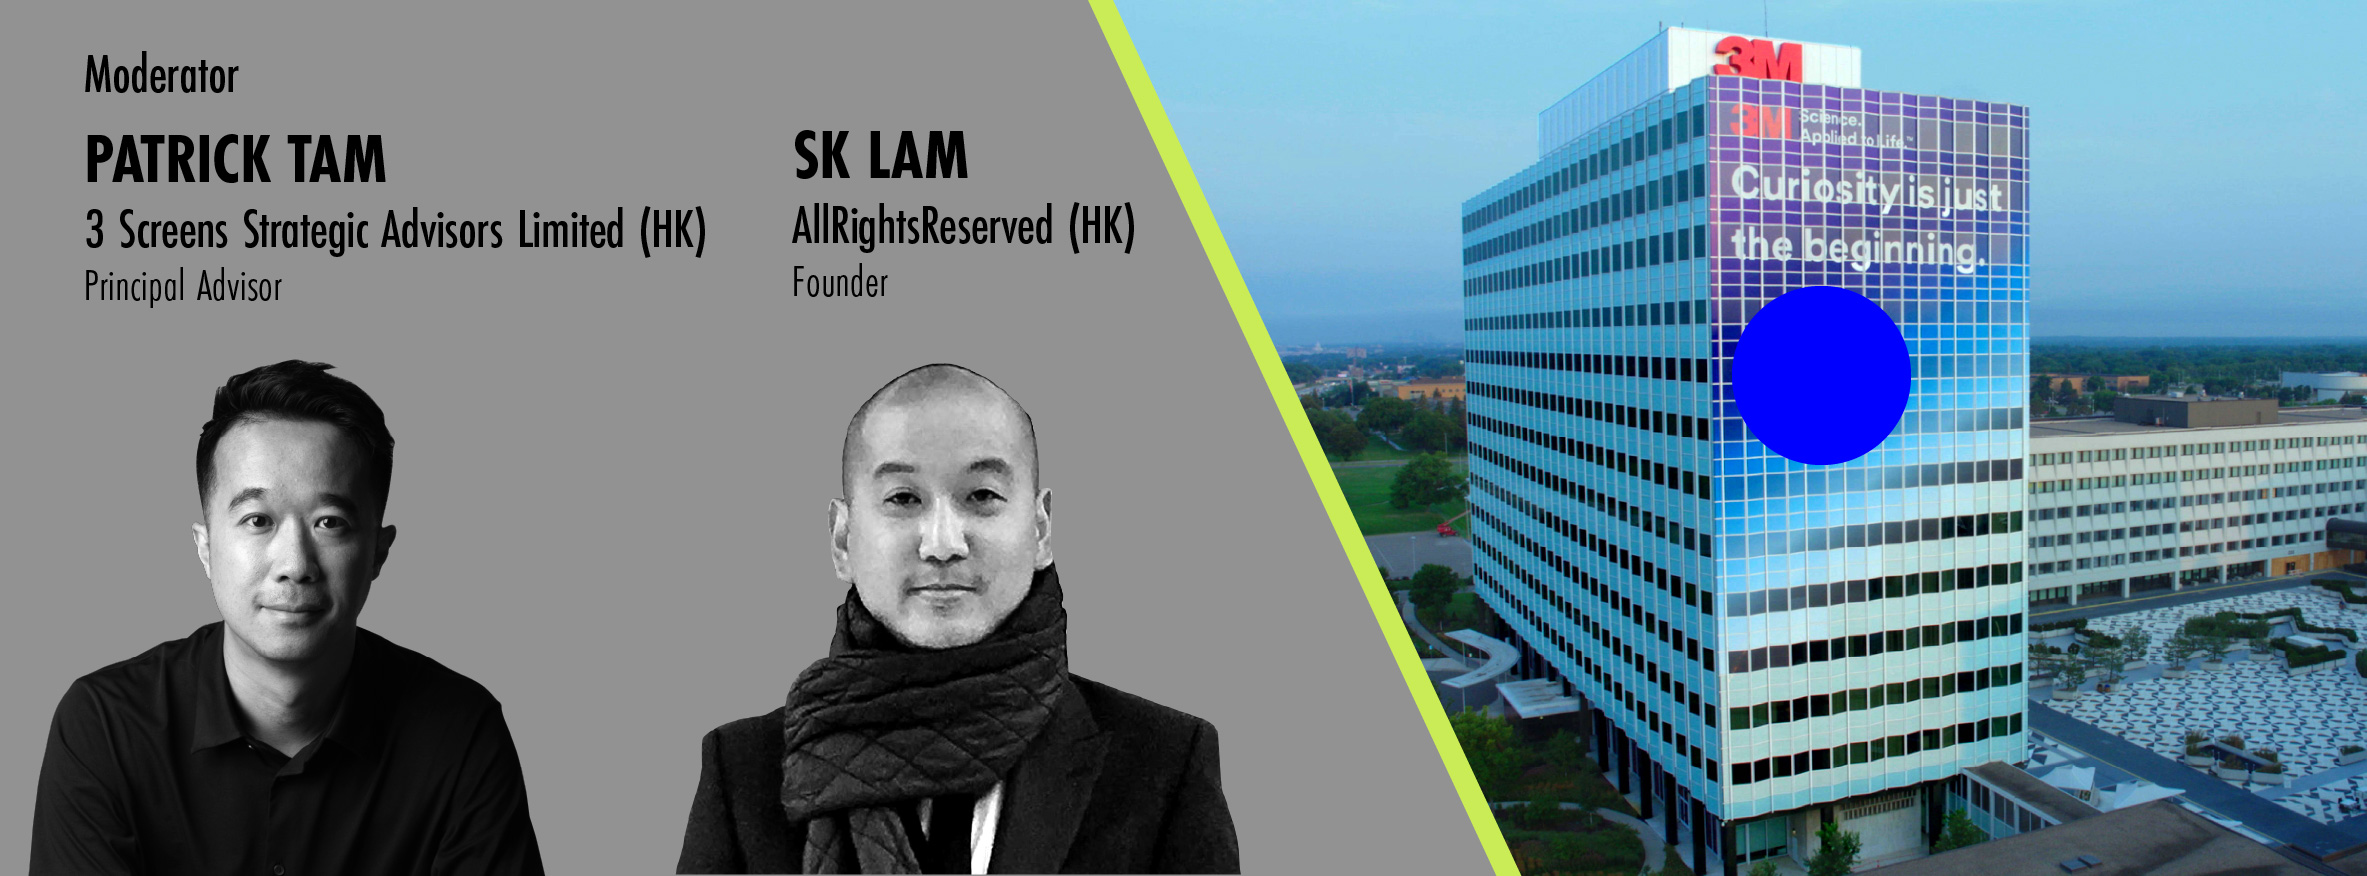 Moderator
PATRICK TAM
3 Screens Strategic Advisors Limited (HK)
Principal Advisor
SK LAM
AllRightsReserved (HK)
Founder
3M
3M Science.
Applied to Life.™
Curiosity is just
the beginning.